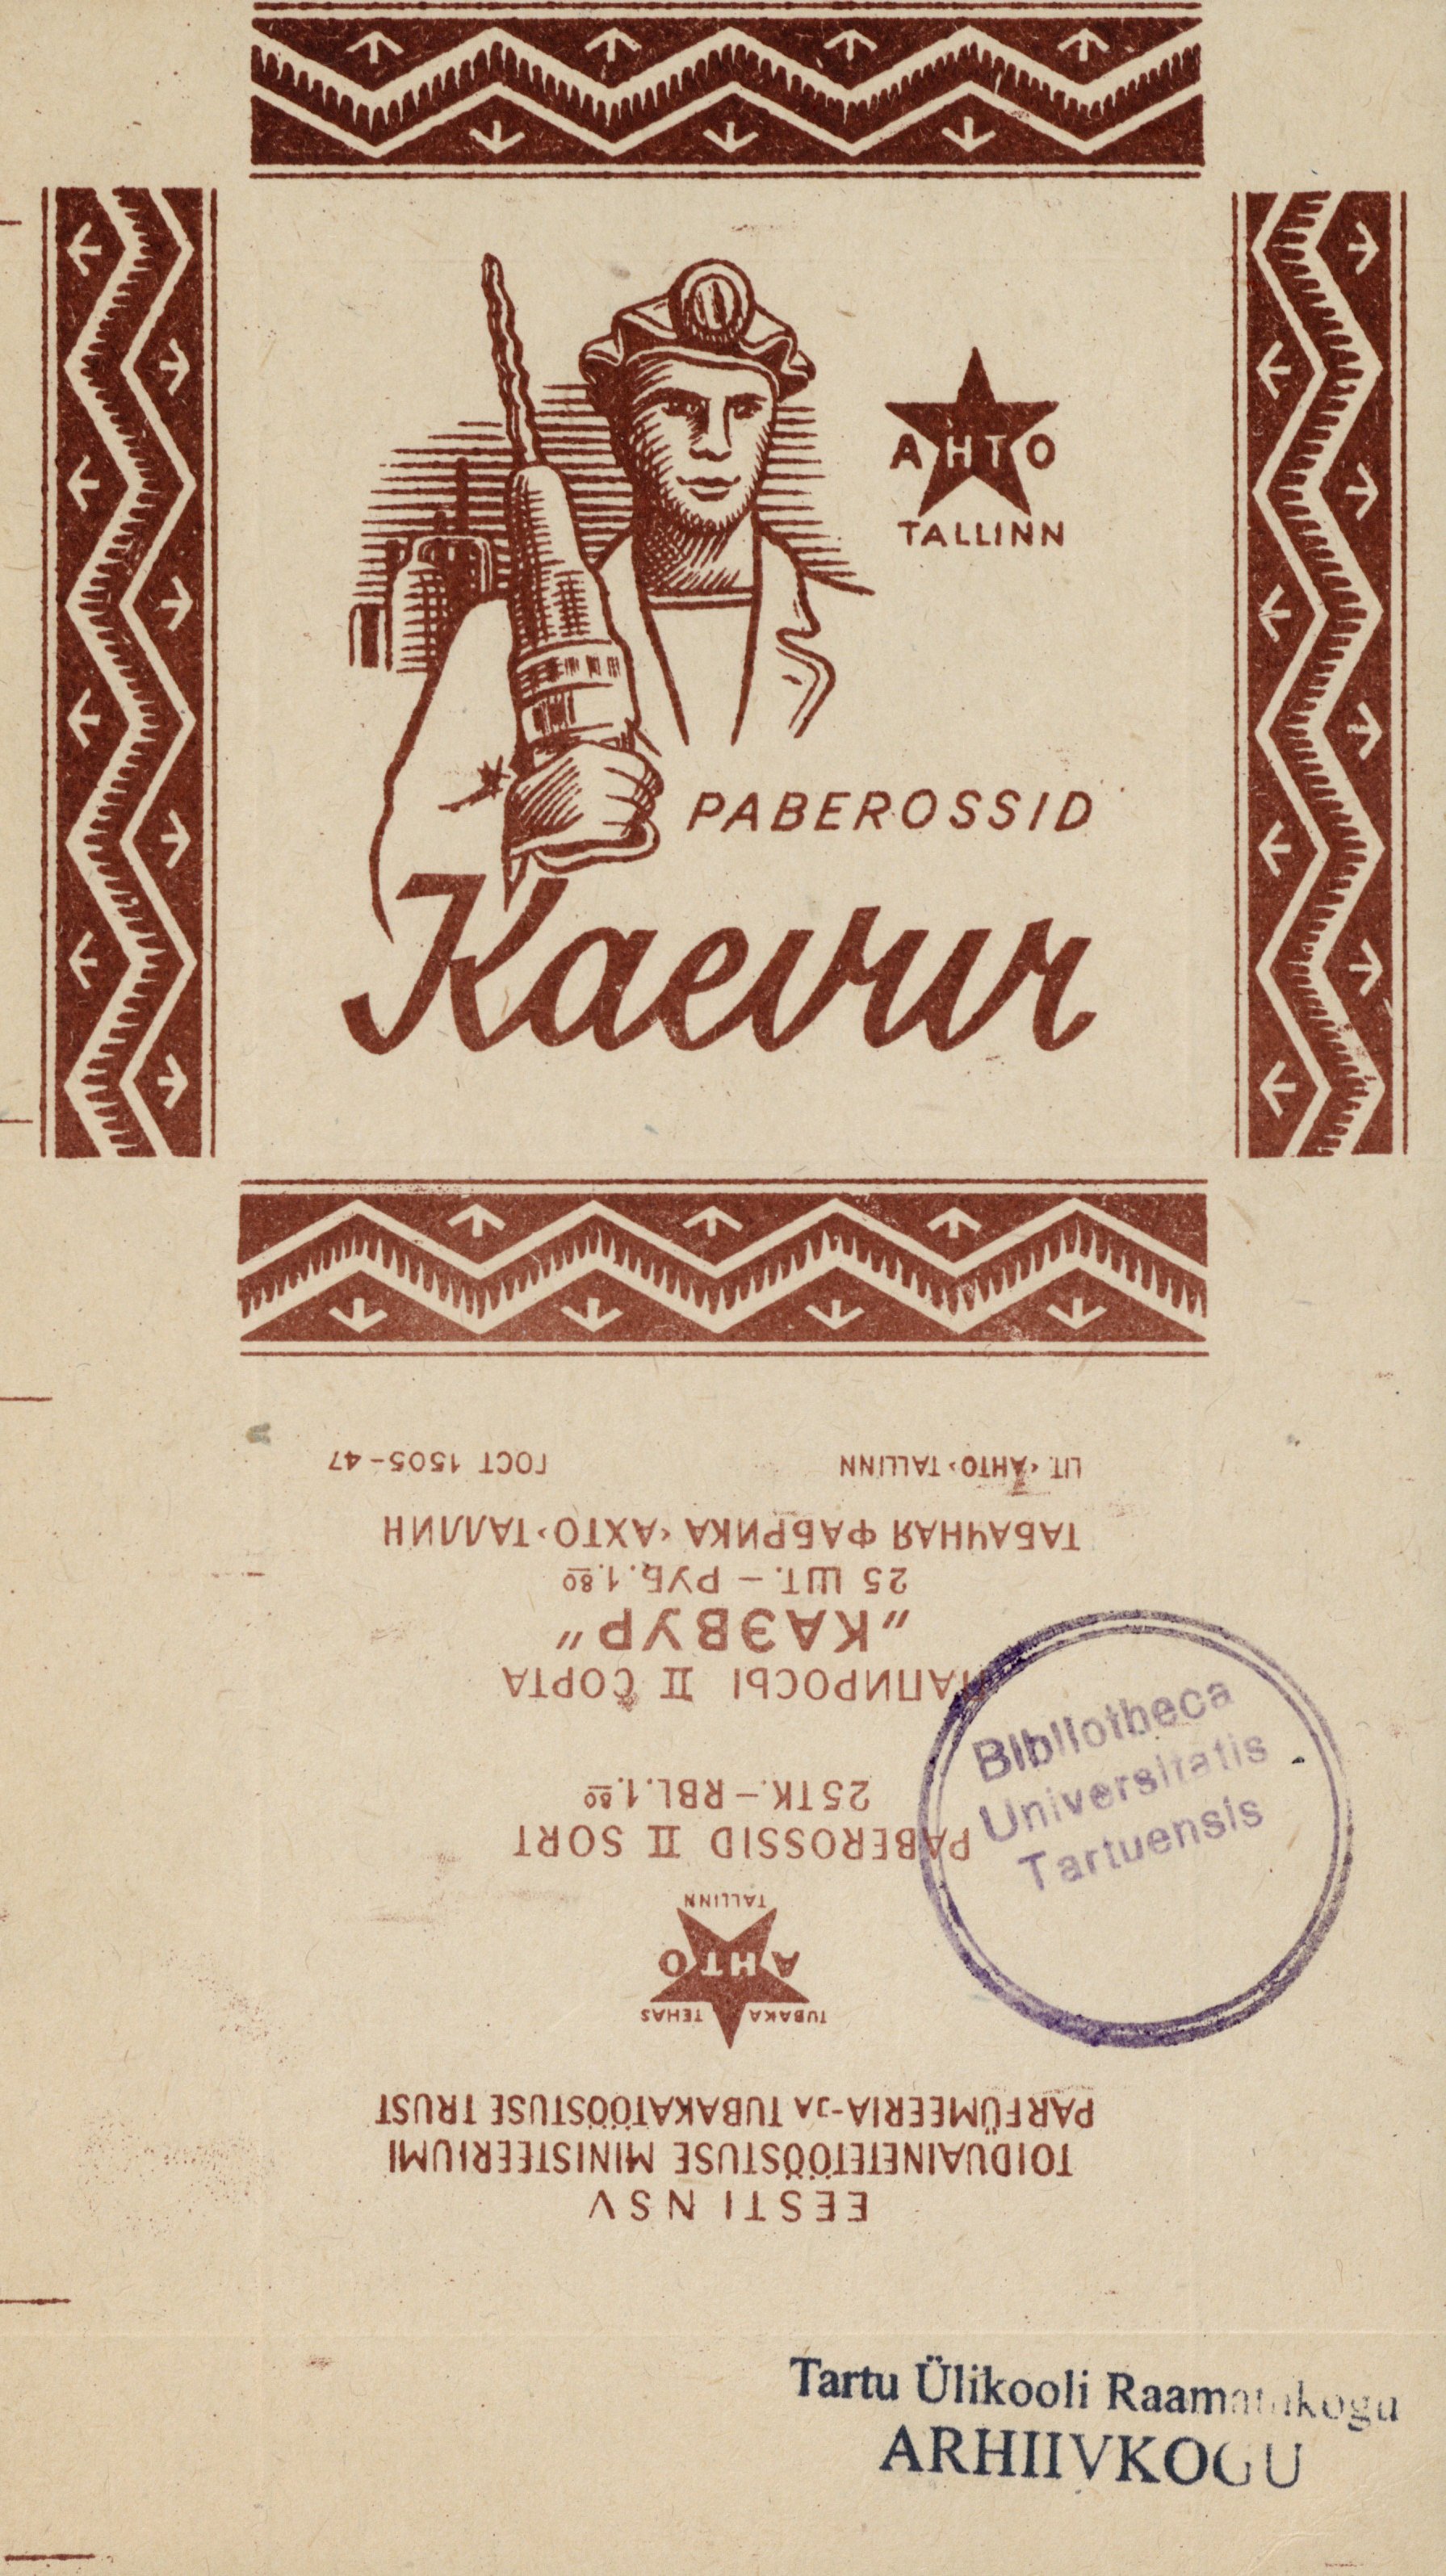 AHTO
TALLINN
PABEROSSID
Kaevur
EESTI NSV
TOIDUAINETETÖÖSTUSE MINISTEERIUMI
PARFÜMEERIA-JA TUBAKATÖÖSTUSE TRUST
TUBAKA TEHAS
AHTO
TALLINN
PABEROSSID II SORT
25TK.–RBL.1.80
ПАПИРОСЫ II СОРТА
„КАЭВУР”
25 ШТ.– РУБ.1.80
ТАБАЧНАЯ ФАБРИКА ‹АХТО› ТАЛЛИН
LIT. ‹AHTO› TALLINN ГОСТ 1505-47
Bibliotheca
Universitatis
Tartuensis
Tartu Ülikooli Raamatukogu
ARHIIVKOGU